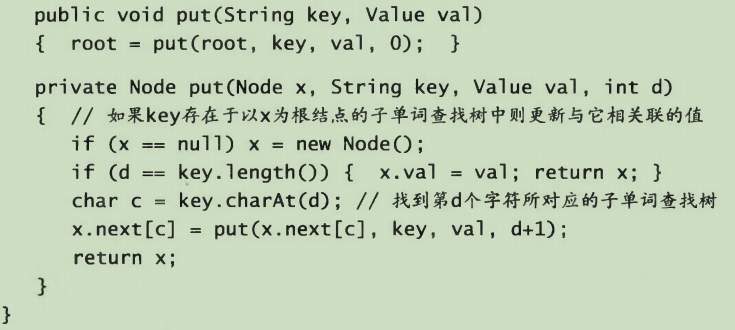 public void put(String key, Value val)
{ root = put(root, key, val, 0); }
private Node put(Node x, String key, Value val, int d)
{ // 如果key存在于以x为根结点的子单词查找树中则更新与它相关联的值
if (x == null) x = new Node();
if (d == key.length()) { x.val = val; return x; }
char c = key.charAt(d); // 找到第d个字符所对应的子单词查找树
x.next[c] = put(x.next[c], key, val, d+1);
return x;
}
}